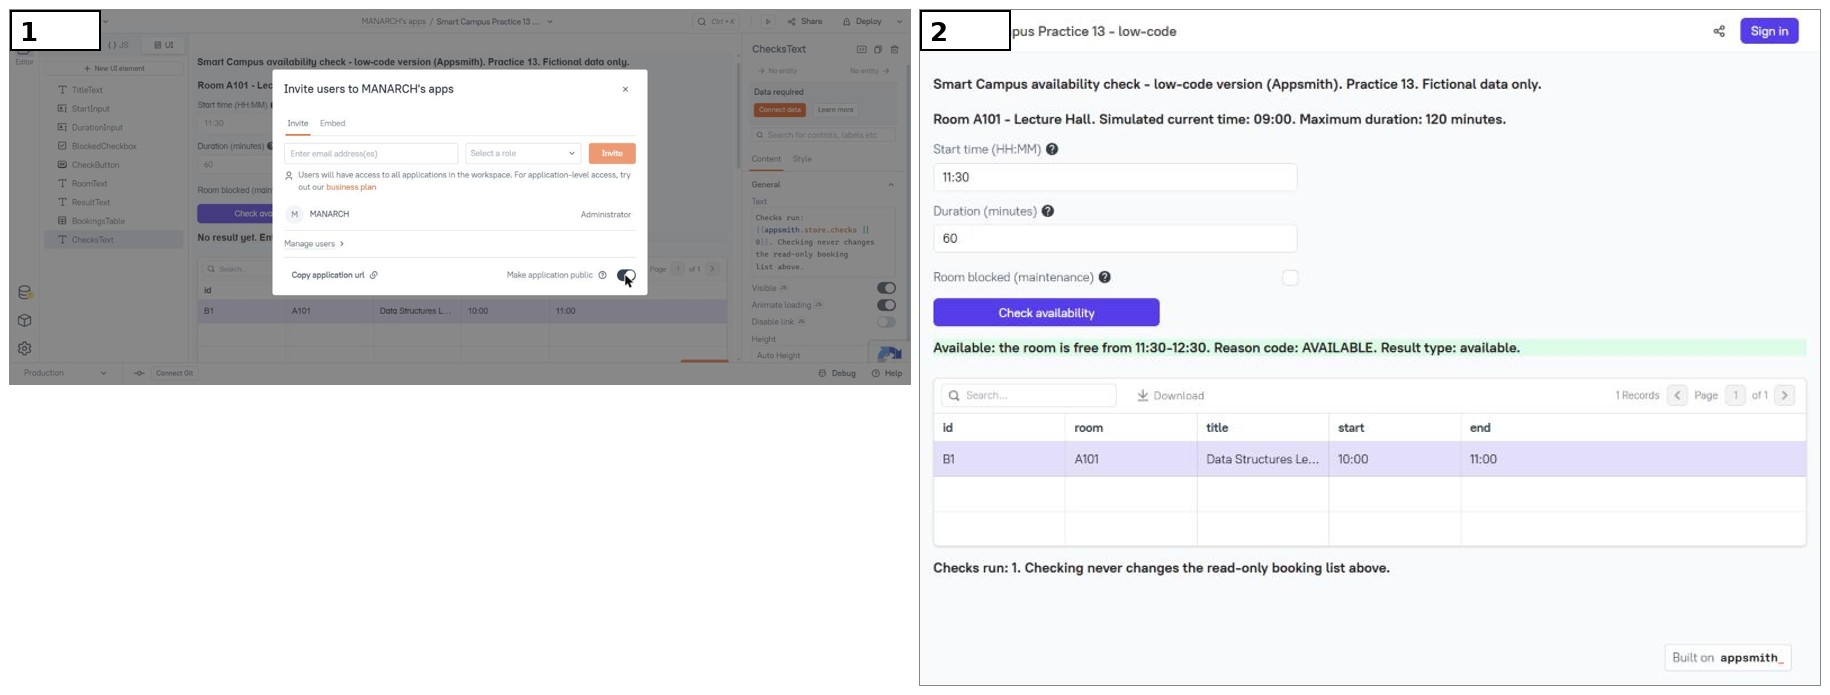 1
MANARCH's apps / Smart Campus Practice 13 ...
Ctrl + K
Share
Deploy
Editor
JS
UI
+ New UI element
TitleText
StartInput
DurationInput
BlockedCheckbox
CheckButton
RoomText
ResultText
BookingsTable
ChecksText
Smart Campus availability check - low-code version (Appsmith). Practice 13. Fictional data only.
Room A101 - Lec
Start time (HH:MM)
11:30
Duration (minutes)
60
Room blocked (main
Check ava
No result yet. En
Search...
Page 1 of 1
id
B1 A101 Data Structures L... 10:00 11:00
Invite users to MANARCH's apps
Invite Embed
Enter email address(es)
Select a role
Invite
Users will have access to all applications in the workspace. For application-level access, try
out our business plan
M MANARCH Administrator
Manage users
Copy application url
Make application public
ChecksText
No entity
No entity
Data required
Connect data
Learn more
Search for controls, labels etc
Content Style
General
Text
Checks run:
{{appsmith.store.checks ||
0}}. Checking never changes
the read-only booking
list above.
Visible JS
Animate loading JS
Disable link JS
Height
Auto Height
Production
Connect Git
Debug
Help
2
pus Practice 13 - low-code
Sign in
Smart Campus availability check - low-code version (Appsmith). Practice 13. Fictional data only.
Room A101 - Lecture Hall. Simulated current time: 09:00. Maximum duration: 120 minutes.
Start time (HH:MM) ?
11:30
Duration (minutes) ?
60
Room blocked (maintenance) ?
Check availability
Available: the room is free from 11:30-12:30. Reason code: AVAILABLE. Result type: available.
Search... Download 1 Records Page 1 of 1
id room title start end
B1 A101 Data Structures Le... 10:00 11:00
Checks run: 1. Checking never changes the read-only booking list above.
Built on appsmith_